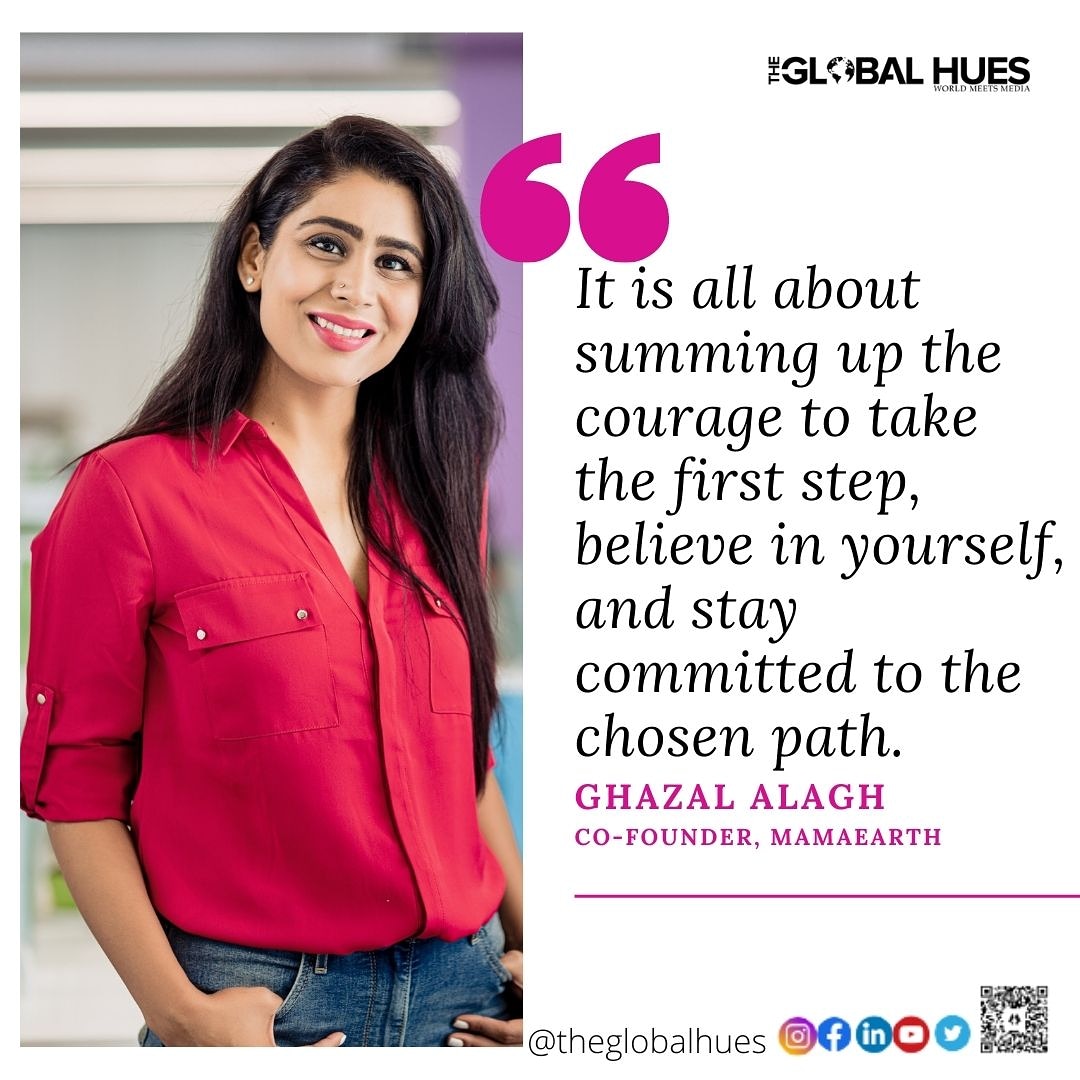 THE GLOBAL HUES
WORLD MEETS MEDIA
It is all about
summing up the
courage to take
the first step,
believe in yourself,
and stay
committed to the
chosen path.
GHAZAL ALAGH
CO-FOUNDER, MAMAEARTH
@theglobalhues